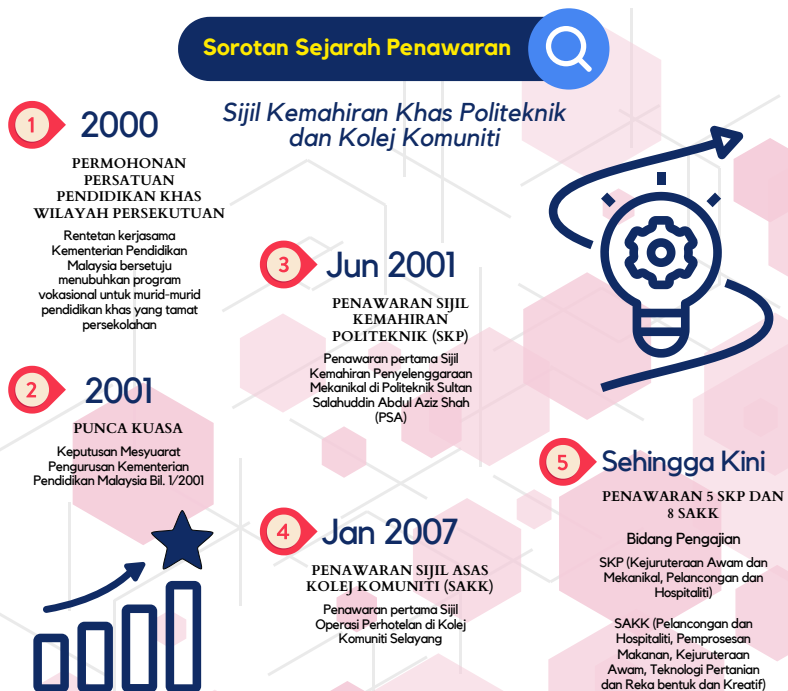 Sorotan Sejarah Penawaran
Sijil Kemahiran Khas Politeknik
dan Kolej Komuniti
1
2000
PERMOHONAN
PERSATUAN
PENDIDIKAN KHAS
WILAYAH PERSEKUTUAN
Rentetan kerjasama
Kementerian Pendidikan
Malaysia bersetuju
menubuhkan program
vokasional untuk murid-murid
pendidikan khas yang tamat
persekolahan
2
2001
PUNCA KUASA
Keputusan Mesyuarat
Pengurusan Kementerian
Pendidikan Malaysia Bil. 1/2001
3
Jun 2001
PENAWARAN SIJIL
KEMAHIRAN
POLITEKNIK (SKP)
Penawaran pertama Sijil
Kemahiran Penyelenggaraan
Mekanikal di Politeknik Sultan
Salahuddin Abdul Aziz Shah
(PSA)
4
Jan 2007
PENAWARAN SIJIL ASAS
KOLEJ KOMUNITI (SAKK)
Penawaran pertama Sijil
Operasi Perhotelan di Kolej
Komuniti Selayang
5
Sehingga Kini
PENAWARAN 5 SKP DAN
8 SAKK
Bidang Pengajian
SKP (Kejuruteraan Awam dan
Mekanikal, Pelancongan dan
Hospitaliti)
SAKK (Pelancongan dan
Hospitaliti, Pemprosesan
Makanan, Kejuruteraan
Awam, Teknologi Pertanian
dan Reka bentuk dan Kreatif)